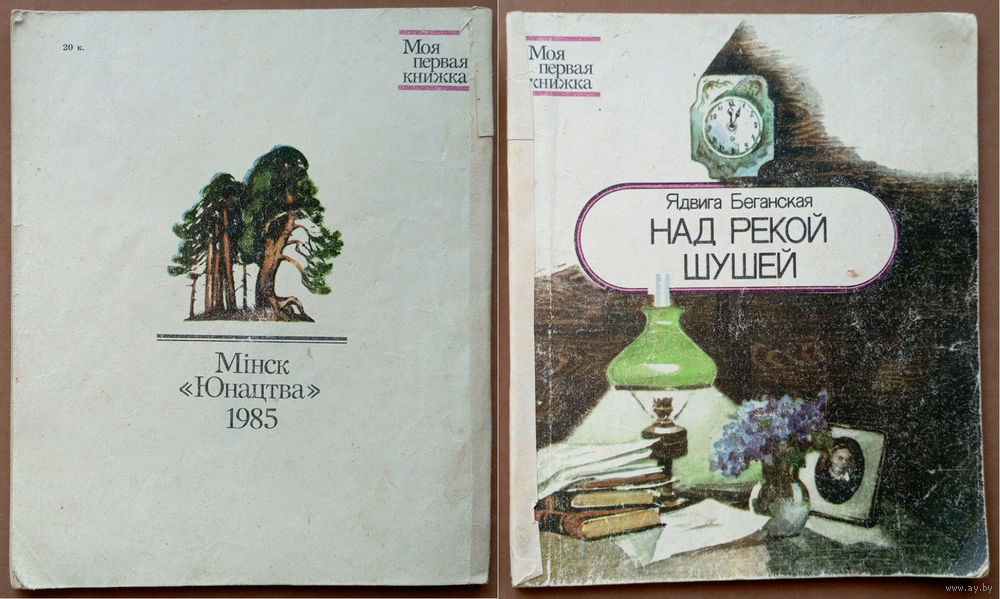 20 к.
Моя
первая
книжка
Мінск
«Юнацтва»
1985
Моя
первая
книжка
Ядвига Беганская
НАД РЕКОЙ
ШУШЕЙ
www.ay.by